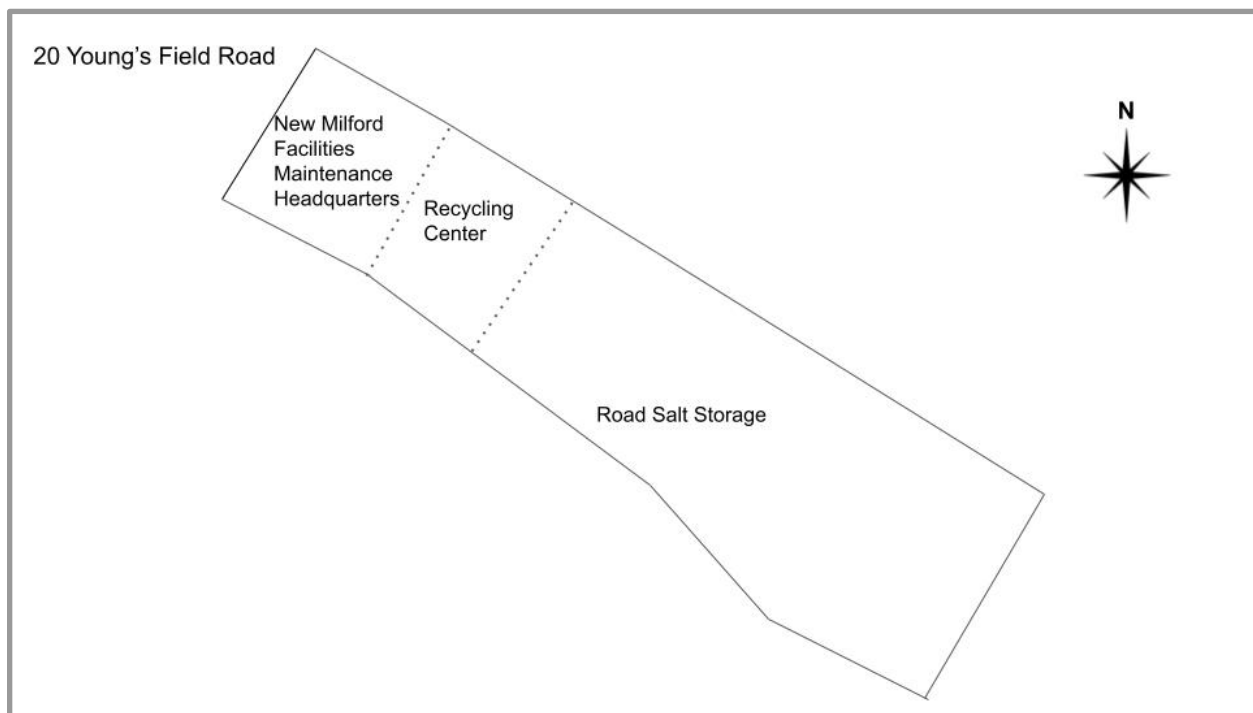 20 Young’s Field Road
N
New Milford
Facilities
Maintenance
Headquarters
Recycling
Center
Road Salt Storage